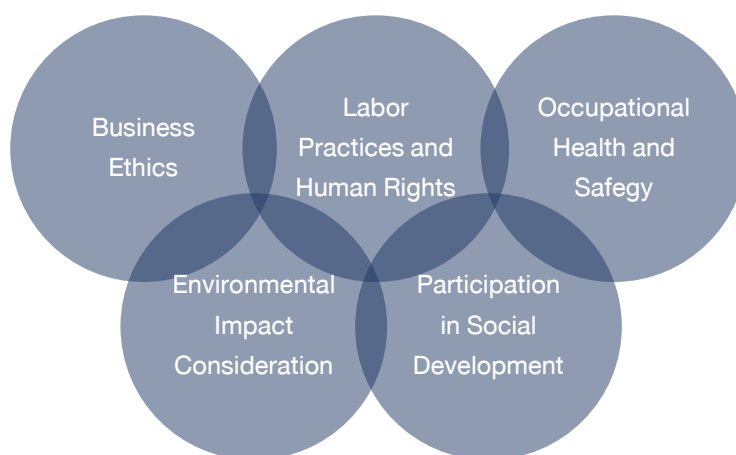 Business
Ethics
Labor
Practices and
Human Rights
Occupational
Health and
Safegy
Environmental
Impact
Consideration
Participation
in Social
Development